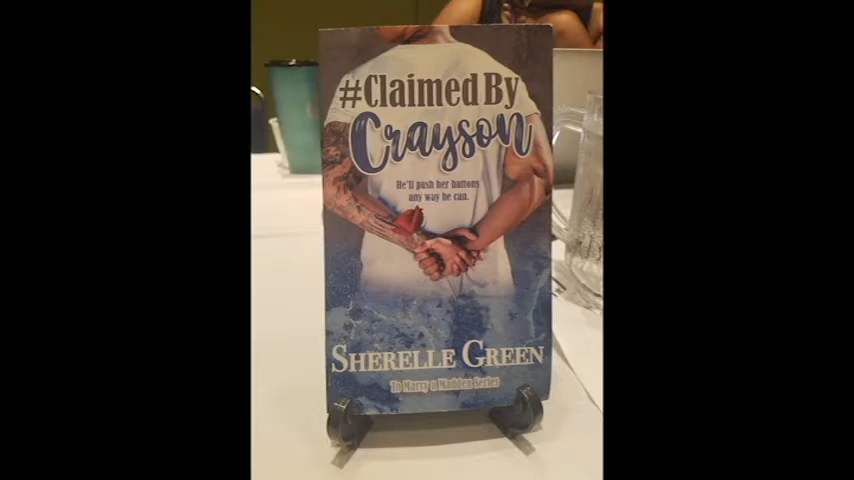 #Claimed By
Crayson
He'll push her buttons
any way he can.
SHERELLE GREEN
To Marry a Madden Series